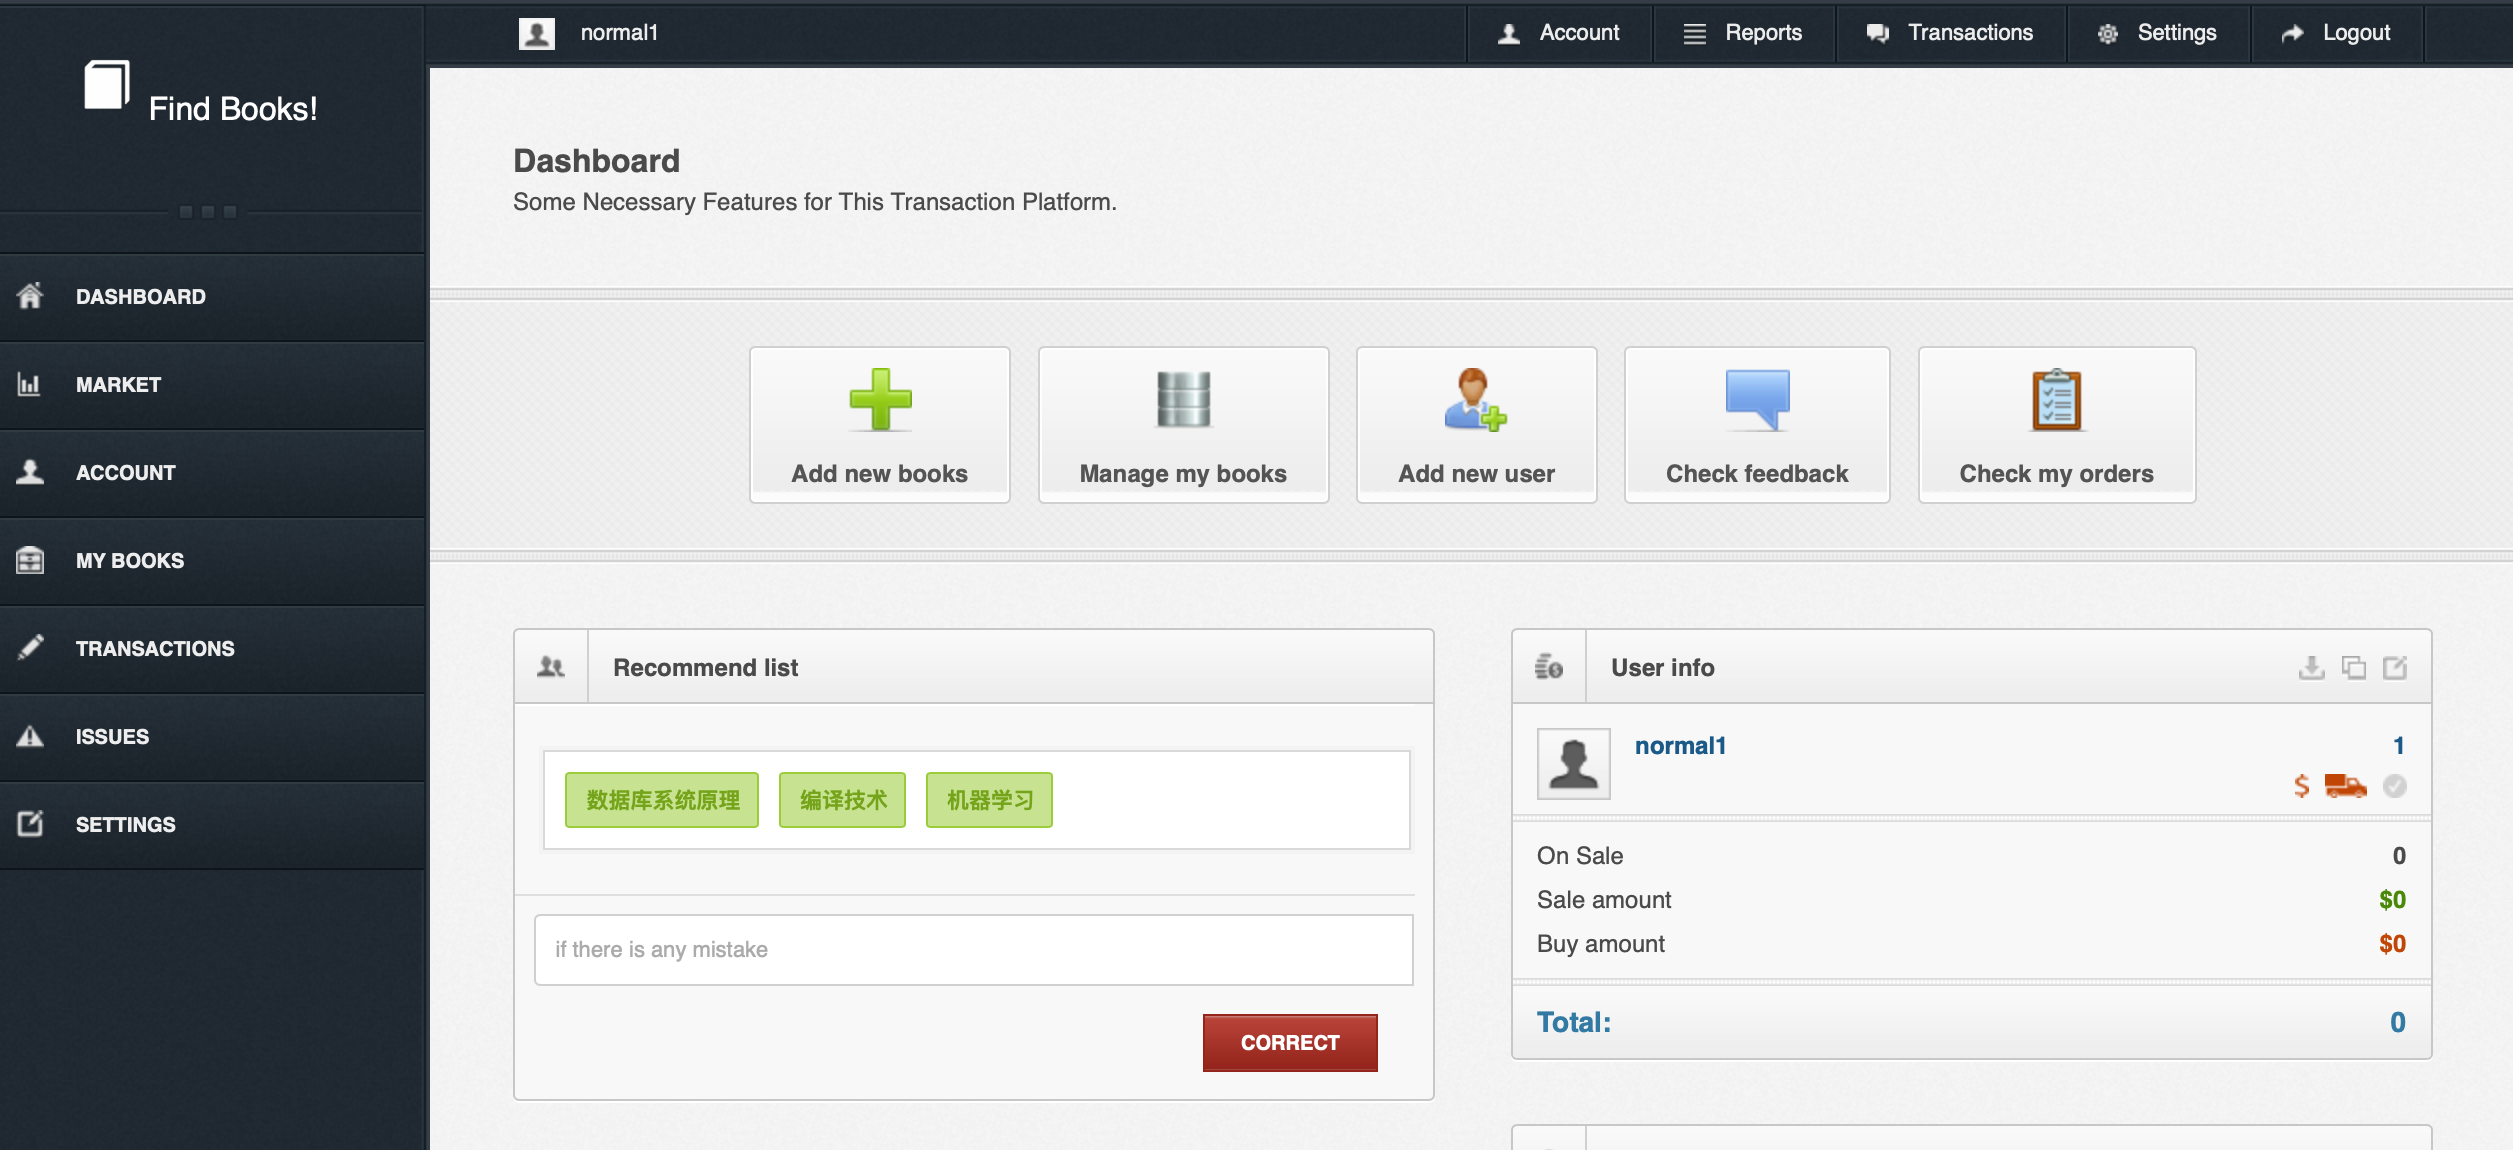 Find Books!
normal1
Account
Reports
Transactions
Settings
Logout
DASHBOARD
MARKET
ACCOUNT
MY BOOKS
TRANSACTIONS
ISSUES
SETTINGS
Dashboard
Some Necessary Features for This Transaction Platform.
Add new books
Manage my books
Add new user
Check feedback
Check my orders
Recommend list
数据库系统原理
编译技术
机器学习
if there is any mistake
CORRECT
User info
normal1
1
On Sale
0
Sale amount
$0
Buy amount
$0
Total:
0